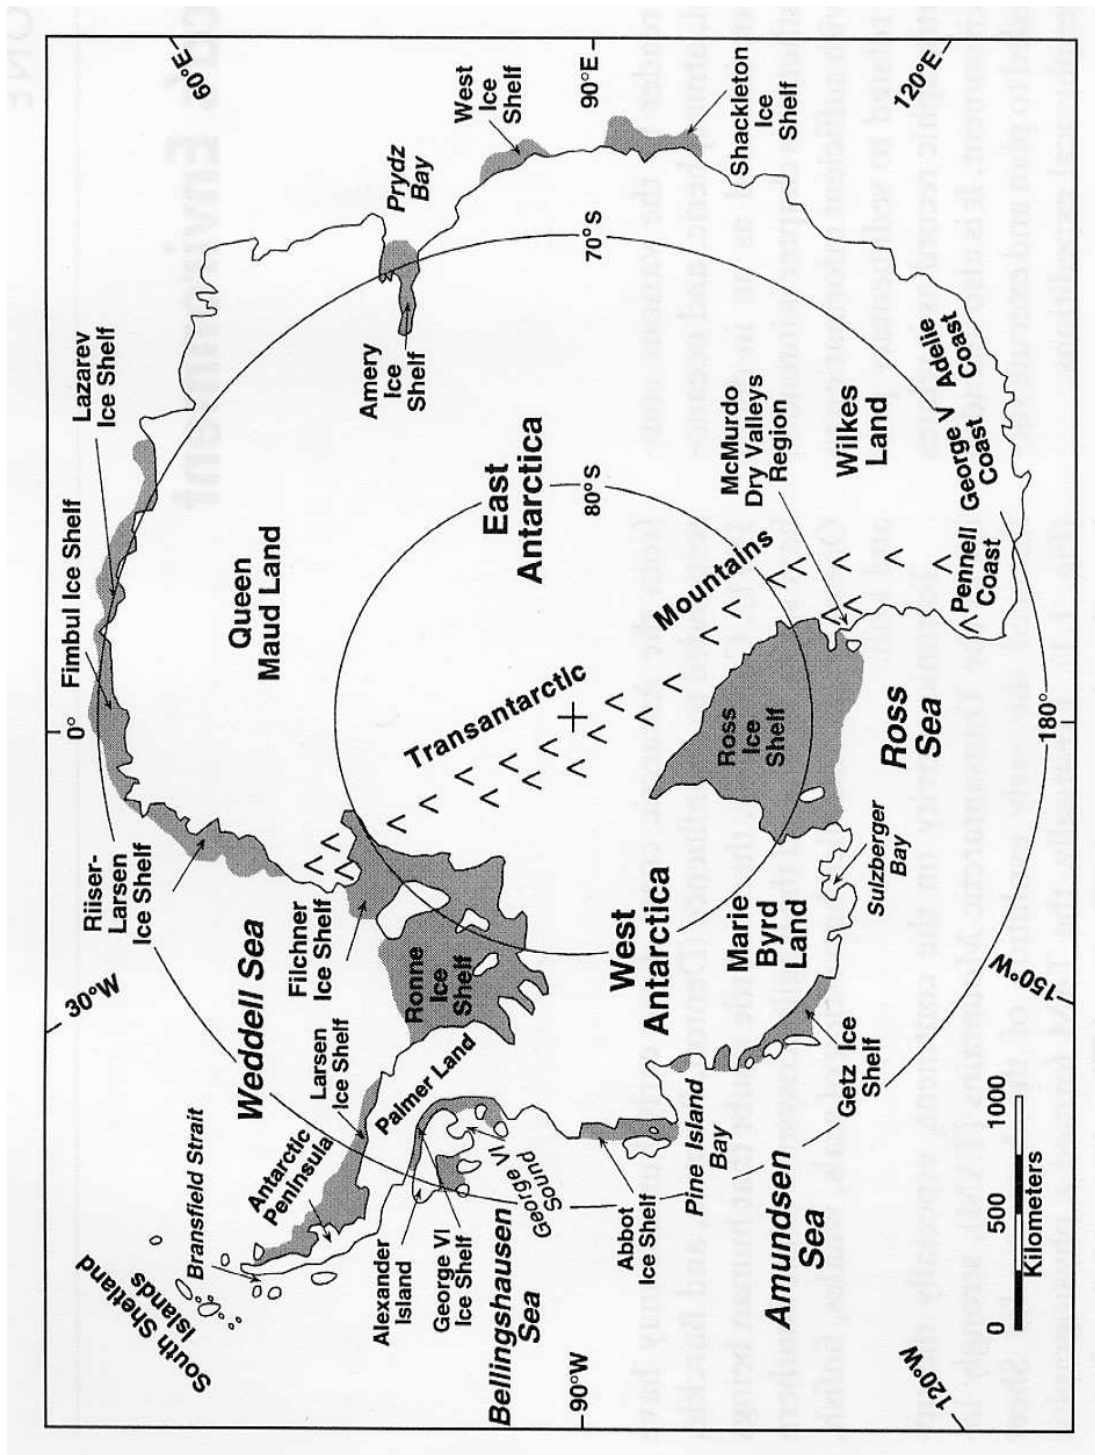 South Shetland
Islands
Bransfield Strait
30°W
0°
60°E
Riiser-
Larsen
Ice Shelf
Fimbul Ice Shelf
Lazarev
Ice Shelf
Antarctic
Peninsula
Weddell Sea
Larsen
Ice Shelf
Filchner
Ice Shelf
Queen
Maud Land
Alexander
Island
George VI
Ice Shelf
Palmer Land
Ronne
Ice
Shelf
Amery
Ice
Shelf
Prydz
Bay
West
Ice
Shelf
Bellingshausen
Sea
George VI
Sound
Transantarctic
Mountains
East
Antarctica
90°W
80°S
70°S
90°E
Abbot
Ice Shelf
West
Antarctica
Pine Island
Bay
Marie
Byrd
Land
Ross
Ice
Shelf
McMurdo
Dry Valleys
Region
Shackleton
Ice
Shelf
Amundsen
Sea
Getz Ice
Shelf
Sulzberger
Bay
Ross
Sea
Wilkes
Land
Pennell
Coast
George V
Coast
Adelie
Coast
120°W
150°W
180°
120°E
0 500 1000
Kilometers